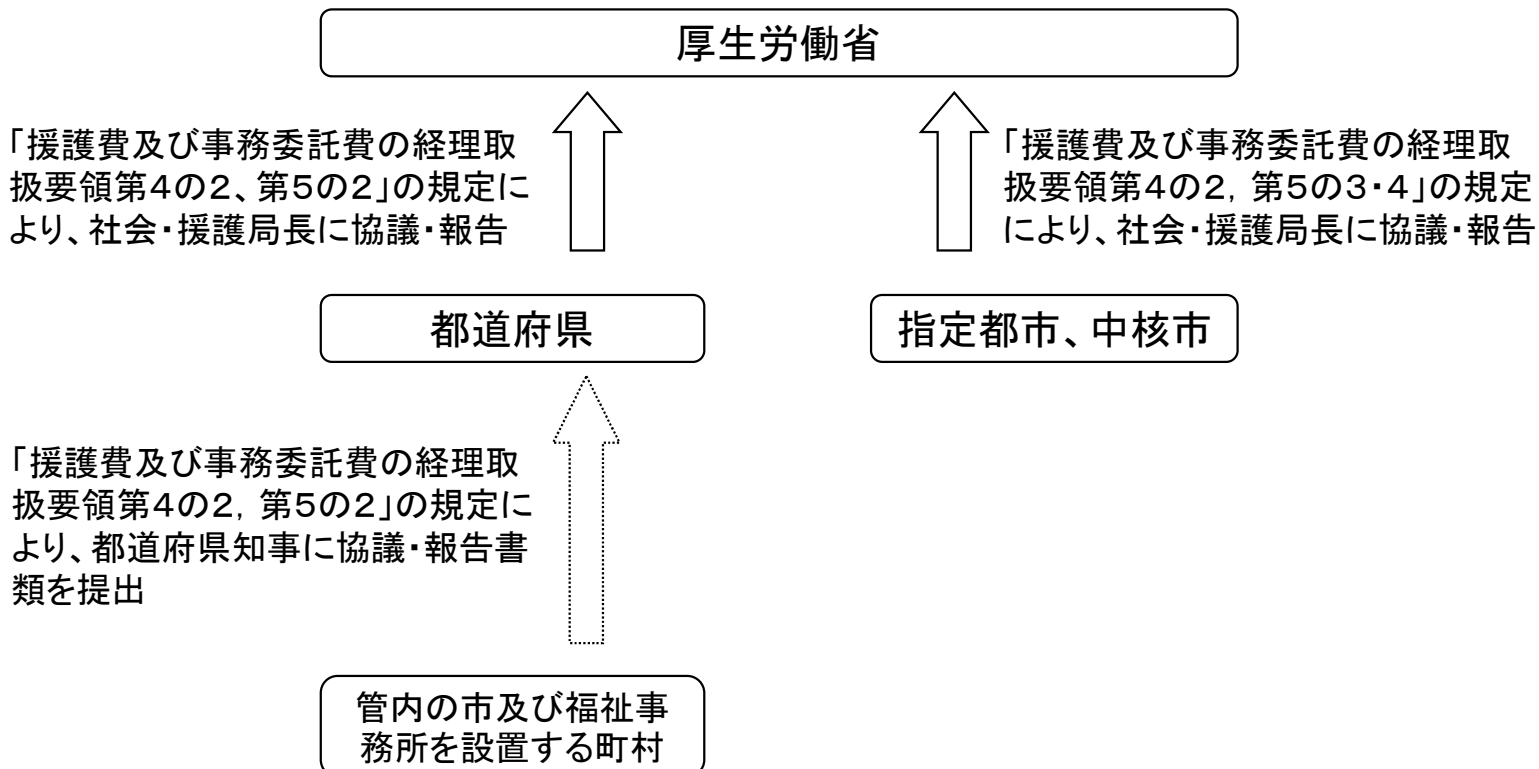 厚生労働省
「援護費及び事務委託費の経理取
扱要領第4の2、第5の2」の規定に
より、社会・援護局長に協議・報告
「援護費及び事務委託費の経理取
扱要領第4の2, 第5の3・4」の規定
により、社会・援護局長に協議・報告
都道府県
指定都市、中核市
「援護費及び事務委託費の経理取
扱要領第4の2, 第5の2」の規定に
より、都道府県知事に協議・報告書
類を提出
管内の市及び福祉事
務所を設置する町村